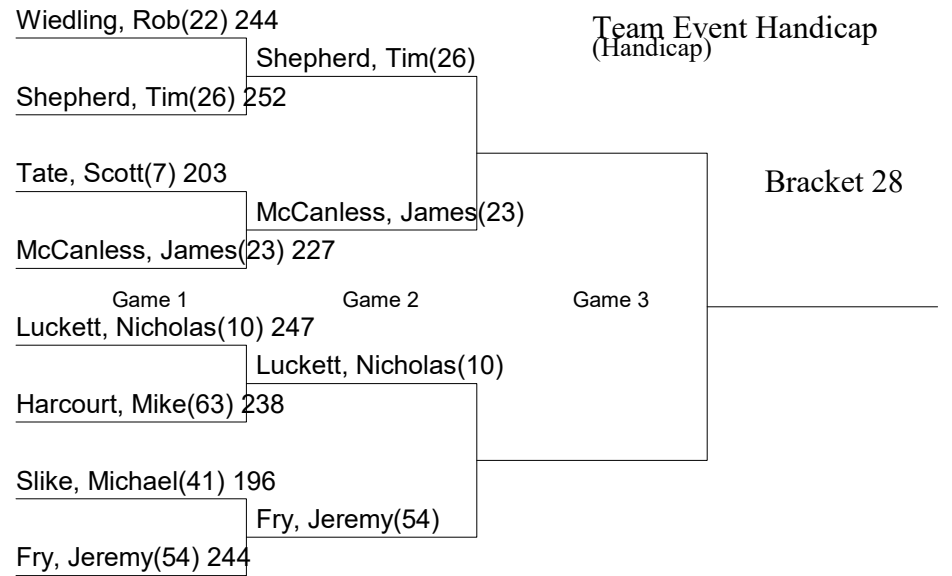 Wiedling, Rob(22) 244
Team Event Handicap
(Handicap)
Shepherd, Tim(26)
Shepherd, Tim(26) 252
Tate, Scott(7) 203
Bracket 28
McCanless, James(23)
McCanless, James(23) 227
Game 1 Game 2 Game 3
Luckett, Nicholas(10) 247
Luckett, Nicholas(10)
Harcourt, Mike(63) 238
Slike, Michael(41) 196
Fry, Jeremy(54)
Fry, Jeremy(54) 244